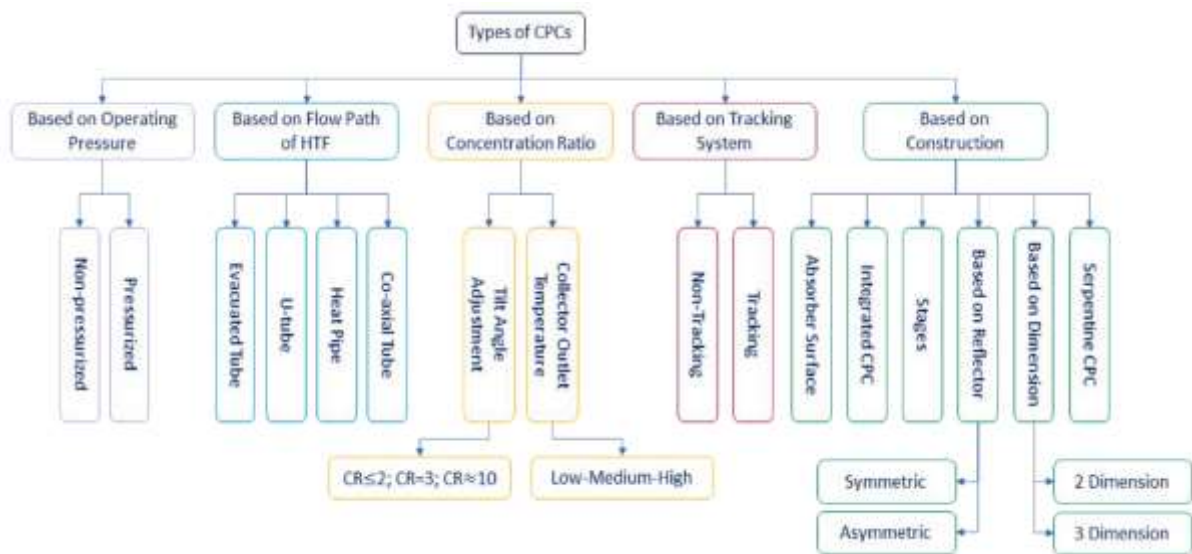 Types of CPCs
Based on Operating
Pressure
Based on Flow Path
of HTF
Based on
Concentration Ratio
Based on Tracking
System
Based on
Construction
Non-pressurized
Pressurized
Evacuated Tube
U-tube
Heat Pipe
Co-axial Tube
Tilt Angle
Adjustment
Collector Outlet
Temperature
Non-Tracking
Tracking
Absorber Surface
Integrated CPC
Stages
Based on Reflector
Based on Dimension
Serpentine CPC
CR≤2; CR=3; CR≈10
Low-Medium-High
Symmetric
2 Dimension
Asymmetric
3 Dimension